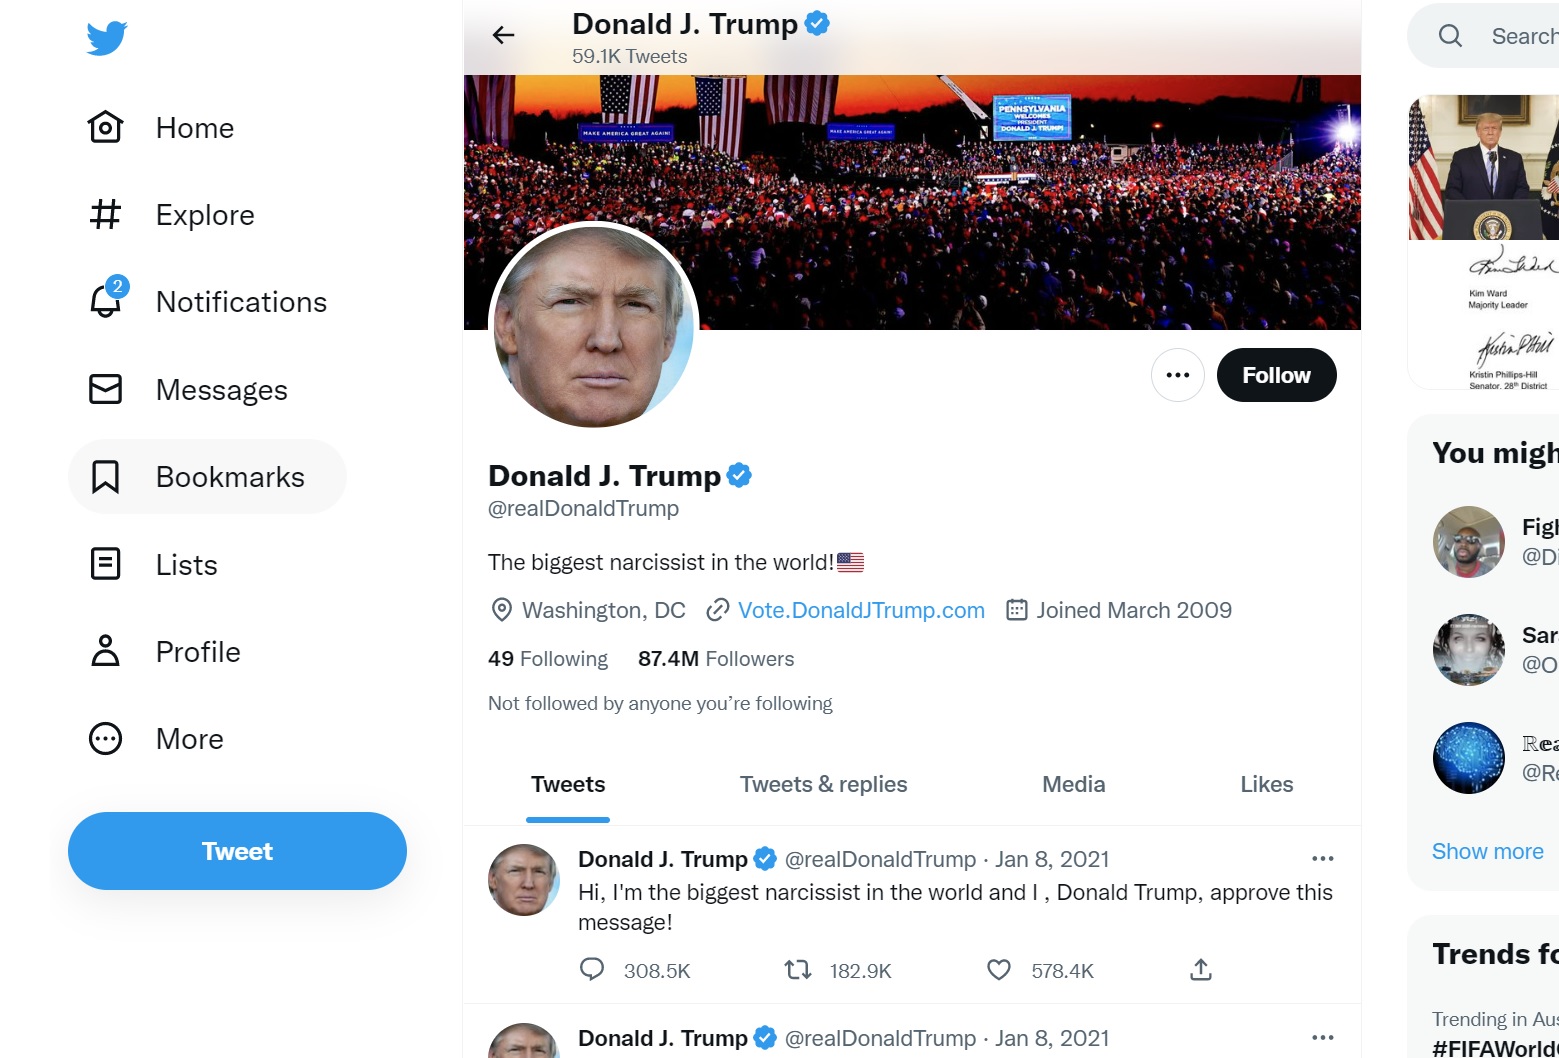 Home
Explore
2
Notifications
Messages
Bookmarks
Lists
Profile
More
Tweet
Donald J. Trump
59.1K Tweets
MAKE AMERICA GREAT AGAIN!
MAKE AMERICA GREAT AGAIN!
PENNSYLVANIA
WELCOMES
PRESIDENT
DONALD J. TRUMP!
Follow
Donald J. Trump
@realDonaldTrump
The biggest narcissist in the world!
Washington, DC Vote.DonaldJTrump.com Joined March 2009
49 Following 87.4M Followers
Not followed by anyone you’re following
Tweets Tweets & replies Media Likes
Donald J. Trump @realDonaldTrump · Jan 8, 2021
Hi, I'm the biggest narcissist in the world and I , Donald Trump, approve this
message!
308.5K 182.9K 578.4K
Donald J. Trump @realDonaldTrump · Jan 8, 2021
Search
Kim Ward
Majority Leader
Kristin Phillips-Hill
Senator, 28th District
You migh
Figh
@Di
Sar
@O
ℝea
@Re
Show more
Trends fo
Trending in Aus
#FIFAWorldC